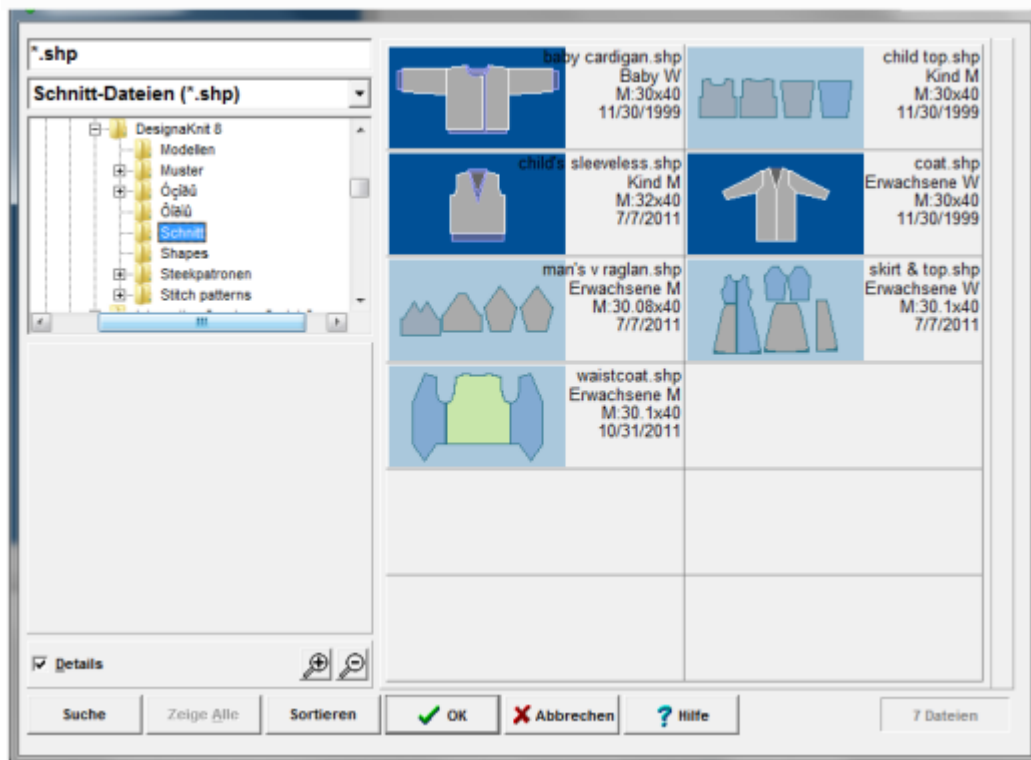 *.shp
Schnitt-Dateien (*.shp)
DesignaKnit 8
Modellen
Muster
Óçîðû
Ôîðìû
Schnitt
Shapes
Steekpatronen
Stitch patterns
Details
baby cardigan.shp
Baby W
M:30x40
11/30/1999
child top.shp
Kind M
M:30x40
11/30/1999
child's sleeveless.shp
Kind M
M:32x40
7/7/2011
coat.shp
Erwachsene W
M:30x40
11/30/1999
man's v raglan.shp
Erwachsene M
M:30.08x40
7/7/2011
skirt & top.shp
Erwachsene W
M:30.1x40
7/7/2011
waistcoat.shp
Erwachsene M
M:30.1x40
10/31/2011
Suche
Zeige Alle
Sortieren
OK
Abbrechen
Hilfe
7 Dateien